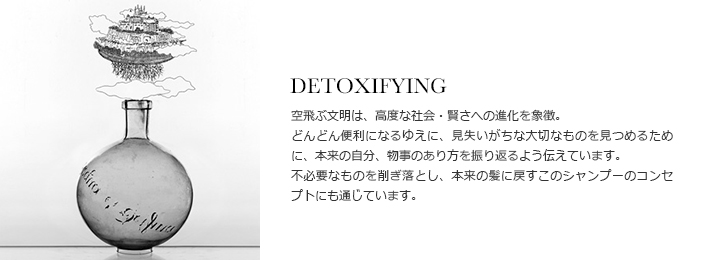 DETOXIFYING
空飛ぶ文明は、高度な社会・賢さへの進化を象徴。
どんどん便利になるゆえに、見失いがちな大切なものを見つめるため
に、本来の自分、物事のあり方を振り返るよう伝えています。
不必要なものを削ぎ落とし、本来の髪に戻すこのシャンプーのコンセ
プトにも通じています。